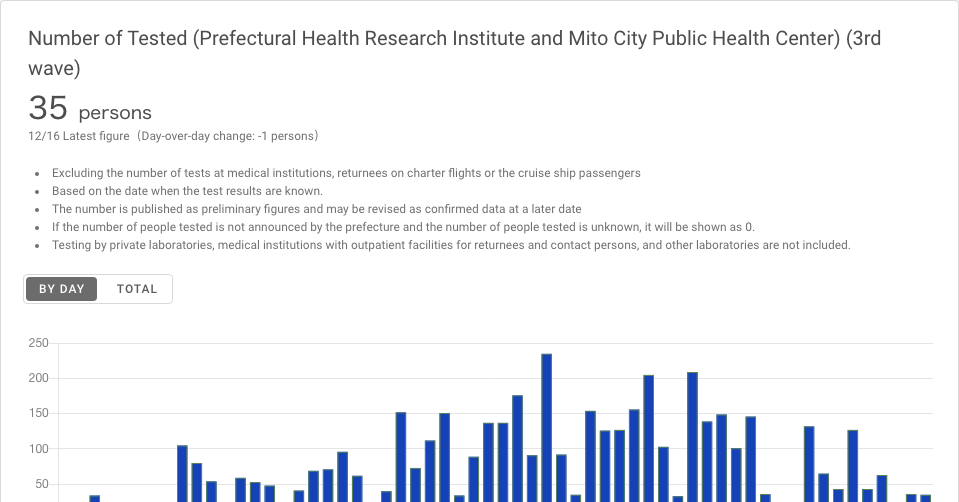 Number of Tested (Prefectural Health Research Institute and Mito City Public Health Center) (3rd
wave)
35 persons
12/16 Latest figure（Day-over-day change: -1 persons）
• Excluding the number of tests at medical institutions, returnees on charter flights or the cruise ship passengers
• Based on the date when the test results are known.
• The number is published as preliminary figures and may be revised as confirmed data at a later date
• If the number of people tested is not announced by the prefecture and the number of people tested is unknown, it will be shown as 0.
• Testing by private laboratories, medical institutions with outpatient facilities for returnees and contact persons, and other laboratories are not included.
BY DAY TOTAL
250
200
150
100
50